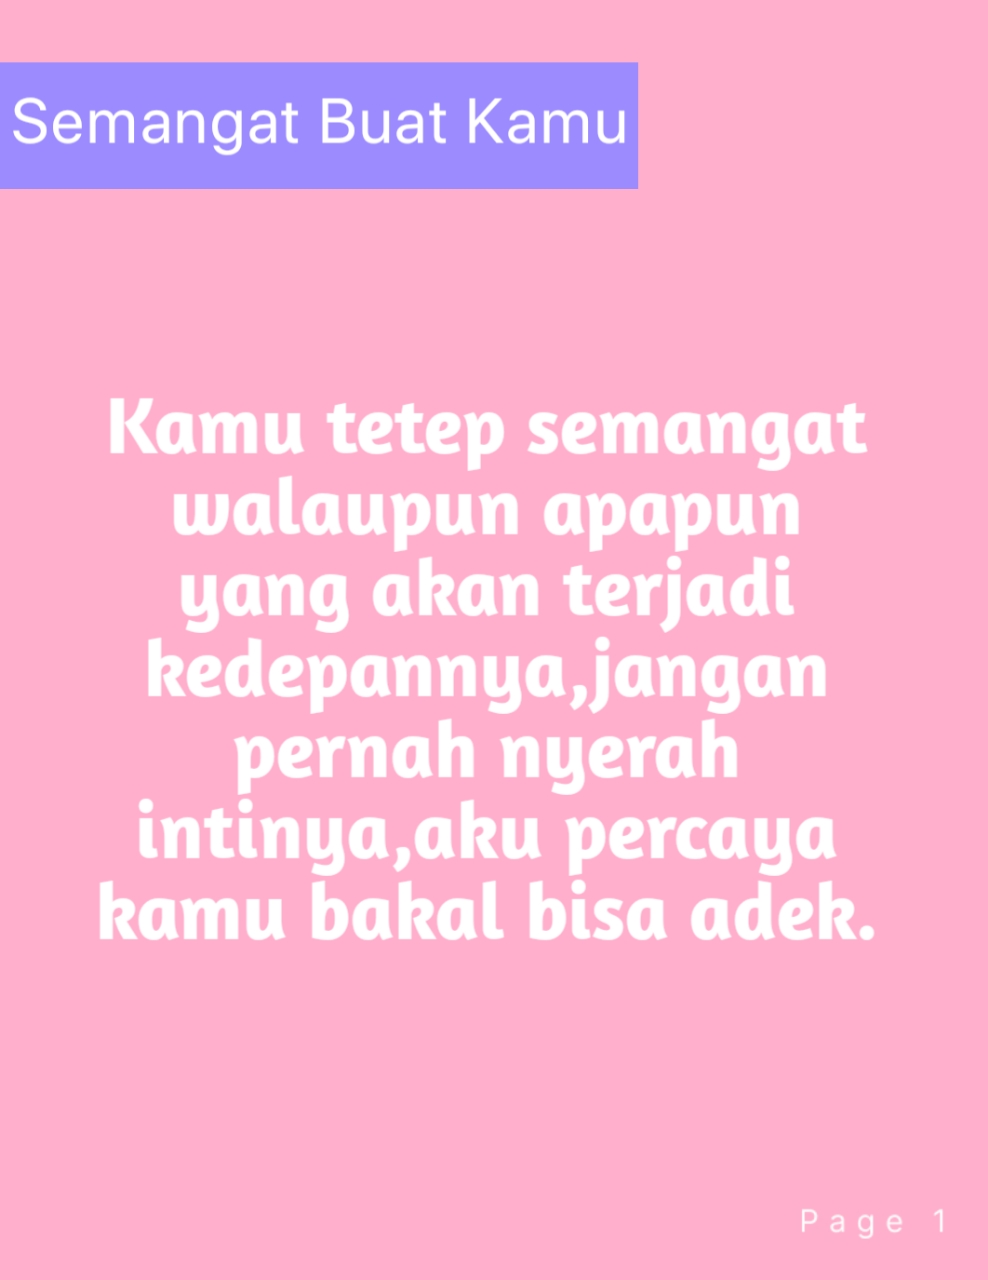 Semangat Buat Kamu
Kamu tetep semangat
walaupun apapun
yang akan terjadi
kedepannya,jangan
pernah nyerah
intinya,aku percaya
kamu bakal bisa adek.
Page 1